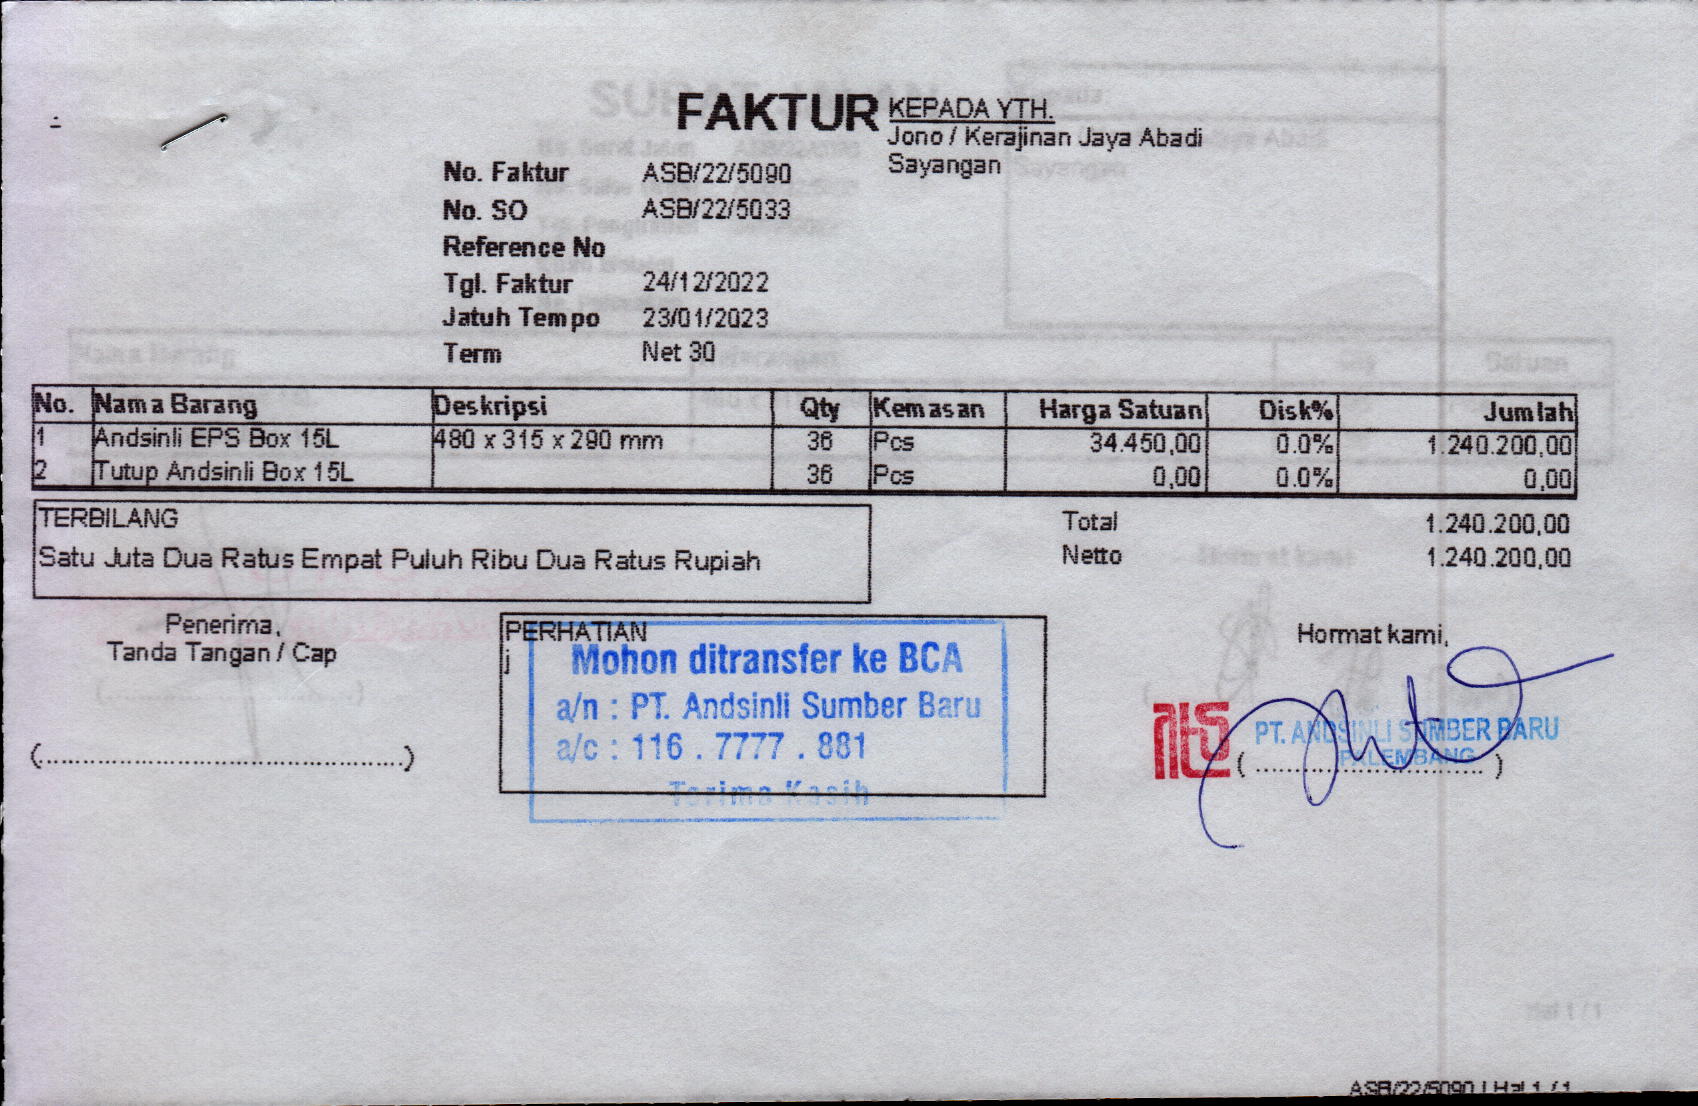 FAKTUR
KEPADA YTH.
Jono / Kerajinan Jaya Abadi
Sayangan
No. Faktur ASB/22/5090
No. SO ASB/22/5033
Reference No
Tgl. Faktur 24/12/2022
Jatuh Tempo 23/01/2023
Term Net 30
No. Nama Barang Deskripsi Qty Kemasan Harga Satuan Disk% Jumlah
1 Andsinli EPS Box 15L 480 x 315 x 290 mm 36 Pcs 34.450,00 0.0% 1.240.200,00
2 Tutup Andsinli Box 15L 36 Pcs 0,00 0.0% 0,00
TERBILANG
Satu Juta Dua Ratus Empat Puluh Ribu Dua Ratus Rupiah
Total 1.240.200,00
Netto 1.240.200,00
Penerima,
Tanda Tangan / Cap
(................................................)
PERHATIAN
j
Mohon ditransfer ke BCA
a/n : PT. Andsinli Sumber Baru
a/c : 116 . 7777 . 881
Terima Kasih
Hormat kami,
PT. ANDSINLI SUMBER BARU
PALEMBANG
(..............................)
ASB/22/5090 | Hal 1 / 1